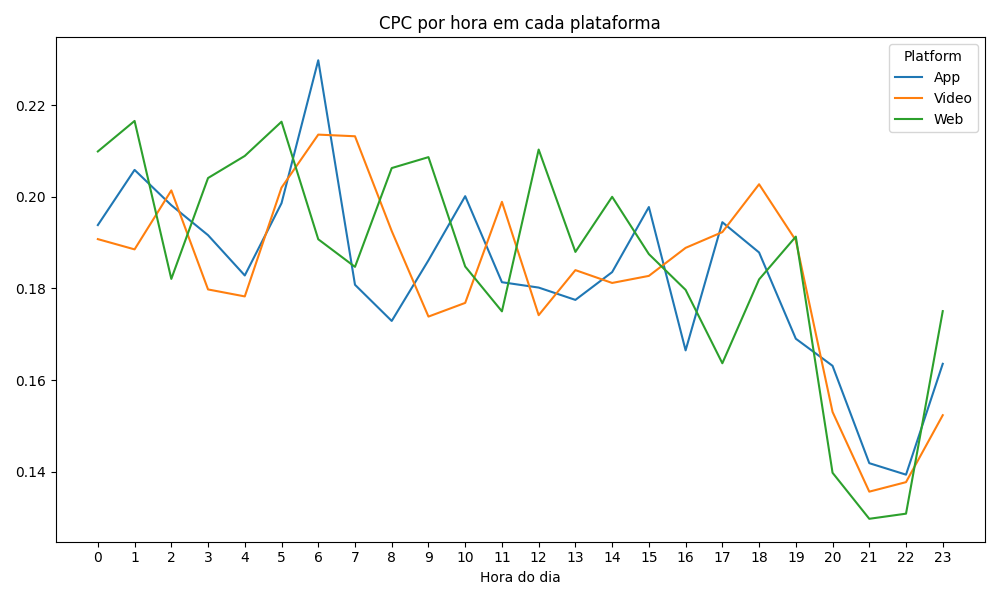 CPC por hora em cada plataforma
Platform
App
Video
Web
0.22
0.20
0.18
0.16
0.14
0 1 2 3 4 5 6 7 8 9 10 11 12 13 14 15 16 17 18 19 20 21 22 23
Hora do dia